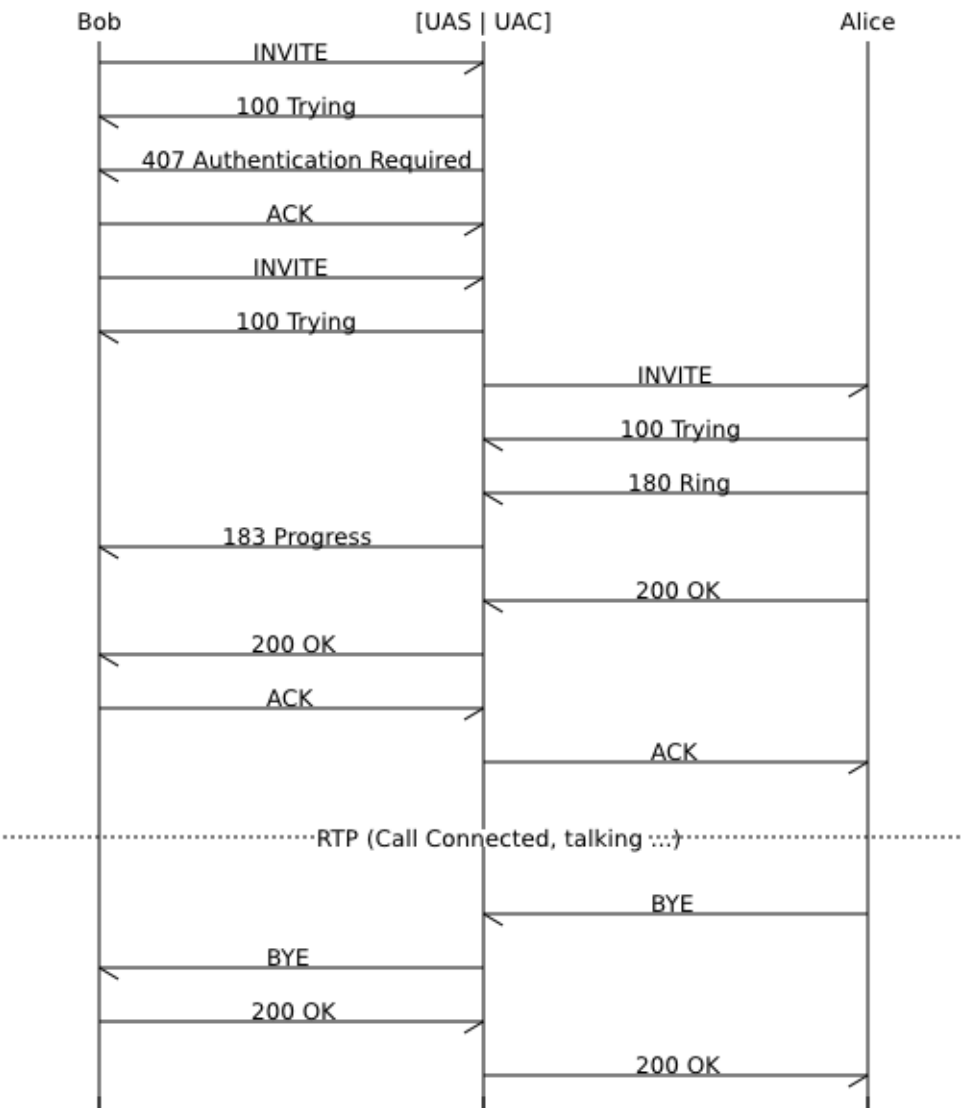 Bob [UAS | UAC] Alice
INVITE
100 Trying
407 Authentication Required
ACK
INVITE
100 Trying
INVITE
100 Trying
180 Ring
183 Progress
200 OK
200 OK
ACK
ACK
RTP (Call Connected, talking ...)
BYE
BYE
200 OK
200 OK